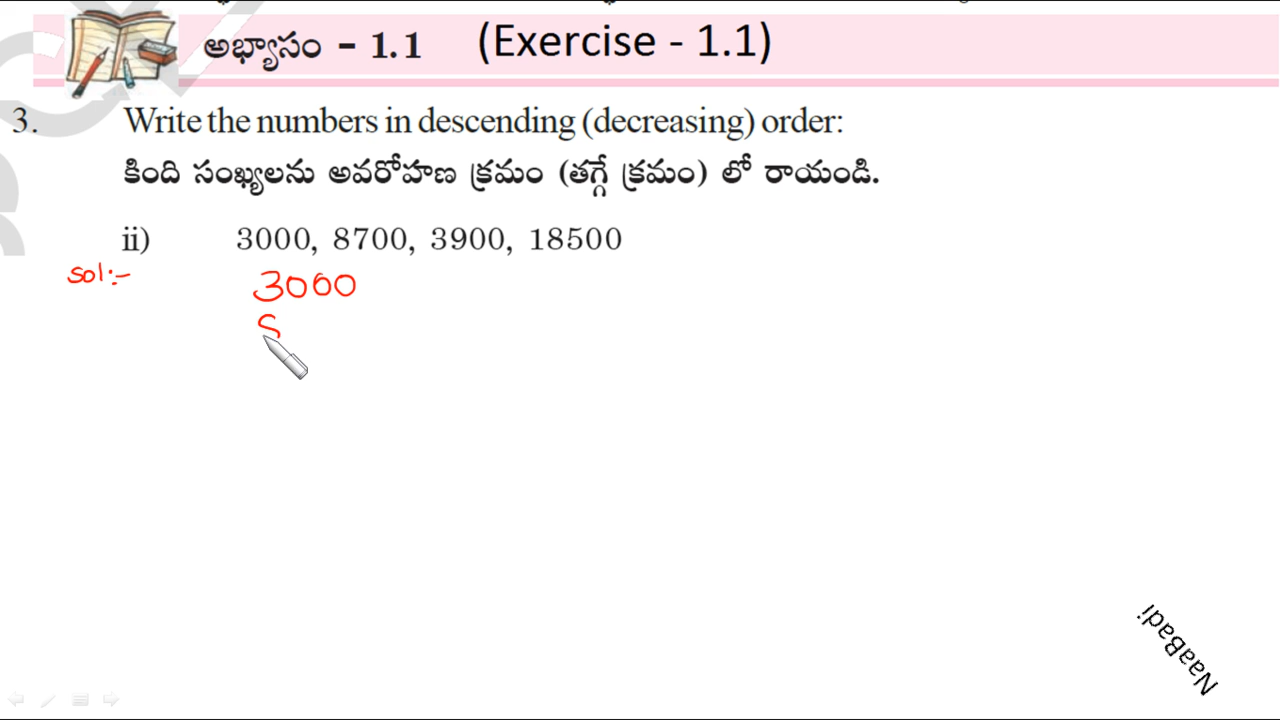 అభ్యాసం - 1.1 (Exercise - 1.1)
3. Write the numbers in descending (decreasing) order:
కింది సంఖ్యలను అవరోహణ క్రమం (తగ్గే క్రమం) లో రాయండి.
ii) 3000, 8700, 3900, 18500
Sol:-
3000
NaaBadi